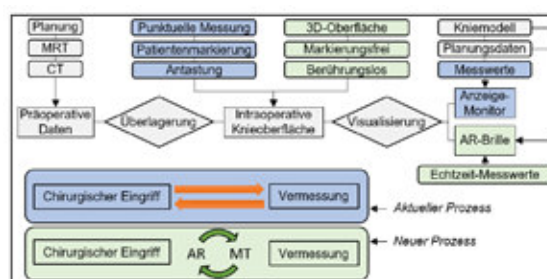 Planung
MRT
CT
Präoperative
Daten
Überlagerung
Punktuelle Messung
Patientenmarkierung
Antastung
3D-Oberfläche
Markierungsfrei
Berührungslos
Intraoperative
Knieoberfläche
Visualisierung
Kniemodell
Planungsdaten
Messwerte
Anzeige-
Monitor
AR-Brille
Echtzeit-Messwerte
Chirurgischer Eingriff
Vermessung
Aktueller Prozess
Chirurgischer Eingriff
AR
MT
Vermessung
Neuer Prozess